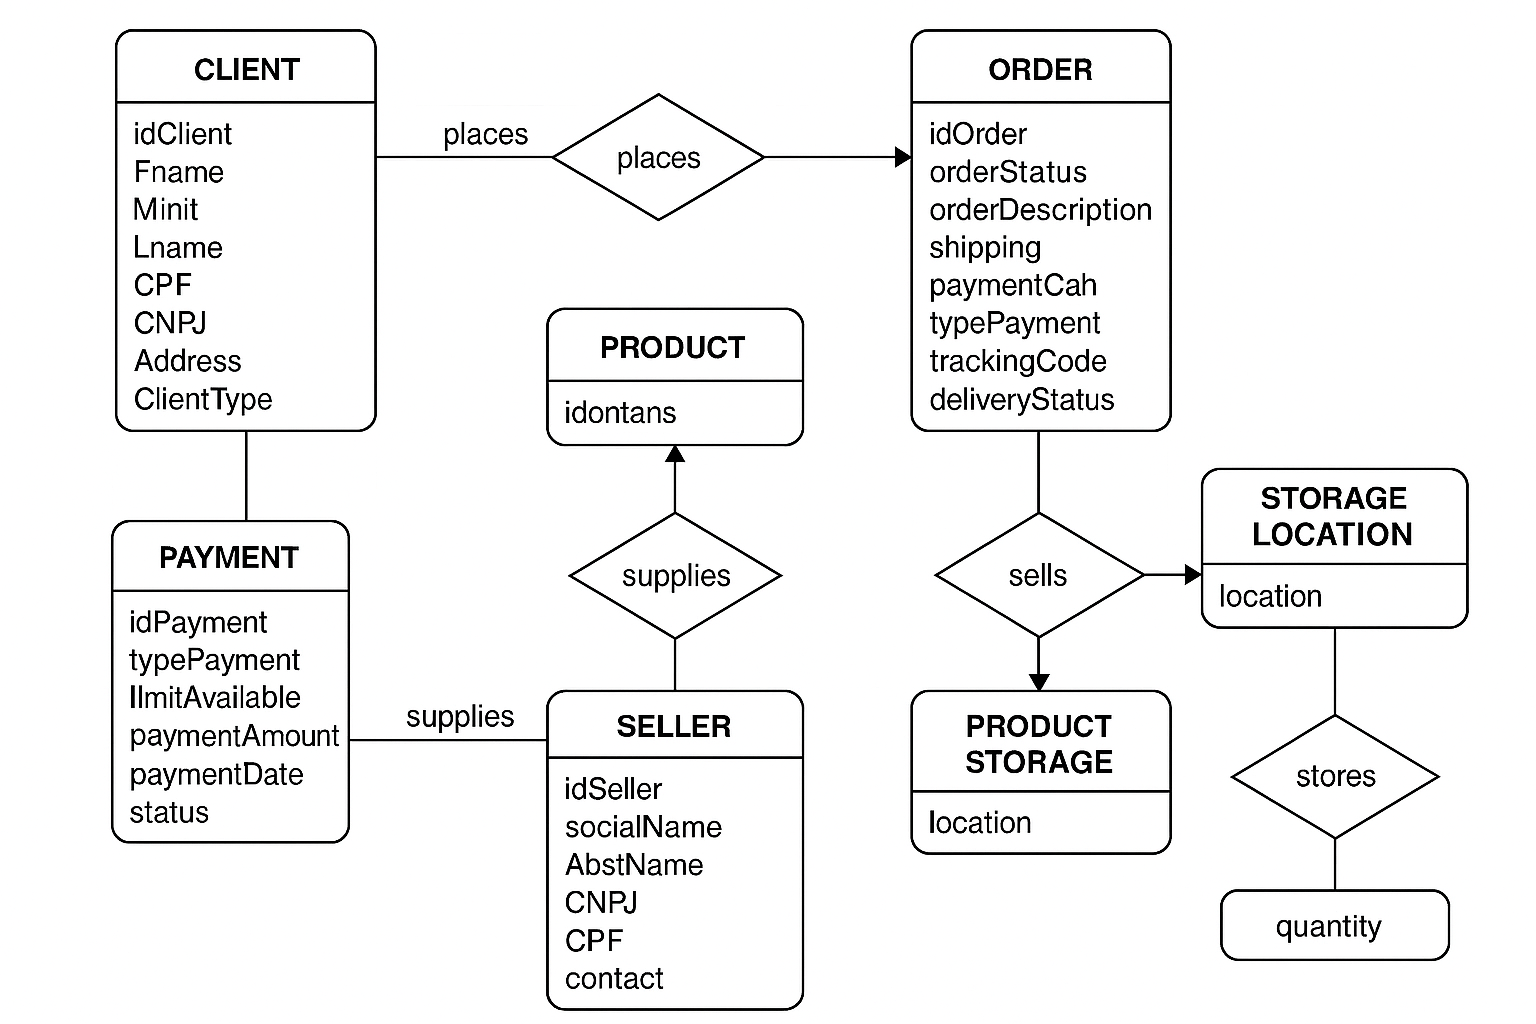 CLIENT
idClient
Fname
Minit
Lname
CPF
CNPJ
Address
ClientType
places
places
ORDER
idOrder
orderStatus
orderDescription
shipping
paymentCah
typePayment
trackingCode
deliveryStatus
PRODUCT
idontans
supplies
sells
STORAGE
LOCATION
location
PAYMENT
idPayment
typePayment
IlmitAvailable
paymentAmount
paymentDate
status
supplies
SELLER
idSeller
socialName
AbstName
CNPJ
CPF
contact
PRODUCT
STORAGE
location
stores
quantity